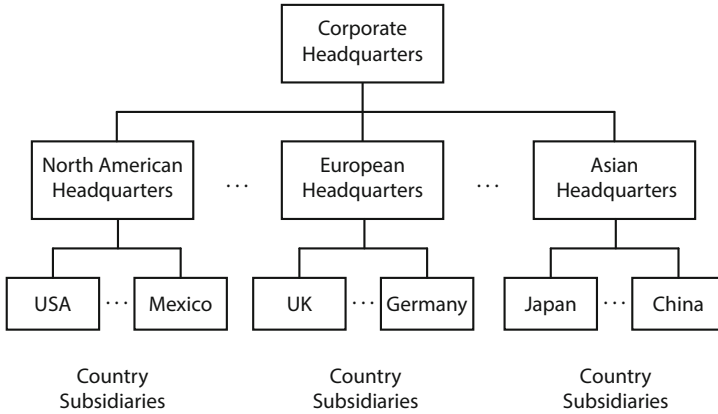 Corporate
Headquarters
North American
Headquarters
...
European
Headquarters
...
Asian
Headquarters
USA
...
Mexico
UK
...
Germany
Japan
...
China
Country
Subsidiaries
Country
Subsidiaries
Country
Subsidiaries